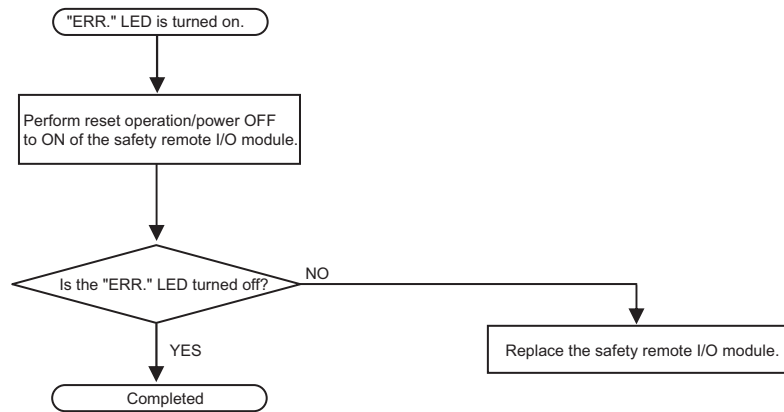 "ERR." LED is turned on.
Perform reset operation/power OFF
to ON of the safety remote I/O module.
Is the "ERR." LED turned off?
NO
YES
Replace the safety remote I/O module.
Completed